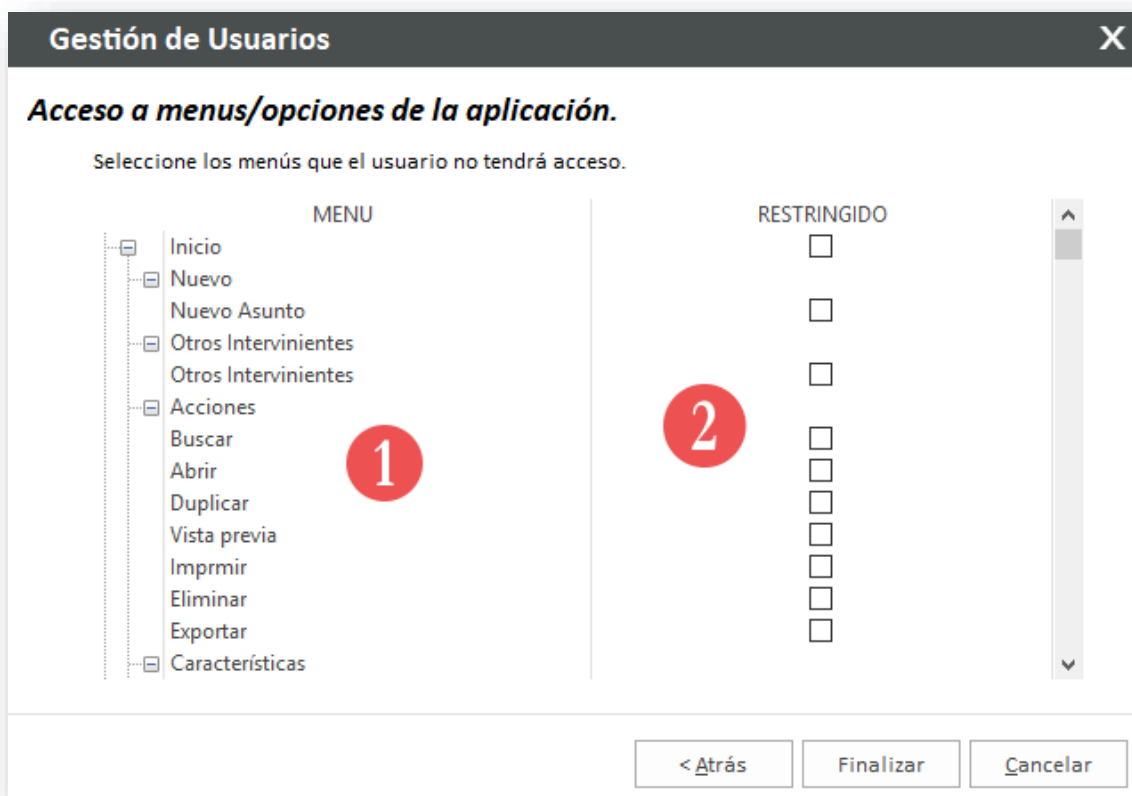 Gestión de Usuarios X
Acceso a menus/opciones de la aplicación.
Seleccione los menús que el usuario no tendrá acceso.
MENU RESTRINGIDO
Inicio
Nuevo
Nuevo Asunto
Otros Intervinientes
Otros Intervinientes
Acciones
Buscar
1 2
Abrir
Duplicar
Vista previa
Imprmir
Eliminar
Exportar
Características
< Atrás Finalizar Cancelar